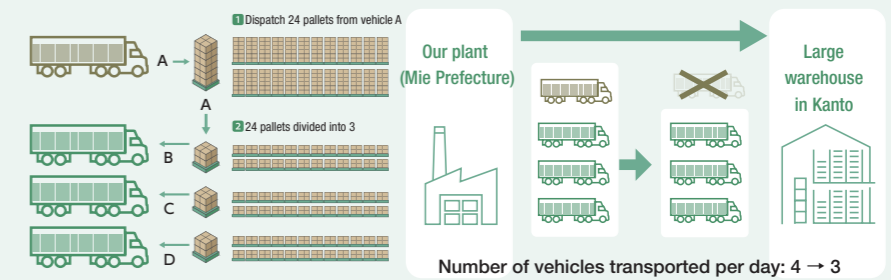 1 Dispatch 24 pallets from vehicle A
A
A
2 24 pallets divided into 3
B
C
D
Our plant
(Mie Prefecture)
Large
warehouse
in Kanto
Number of vehicles transported per day: 4 → 3